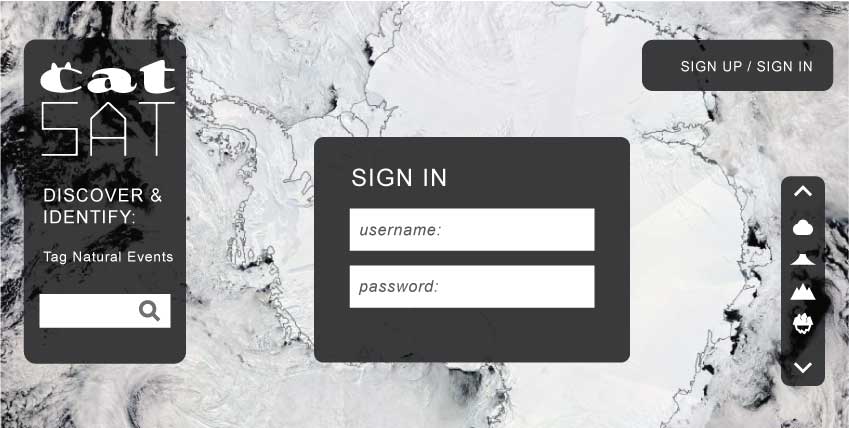 cat
SAT
DISCOVER &
IDENTIFY:
Tag Natural Events
SIGN UP / SIGN IN
SIGN IN
username:
password: